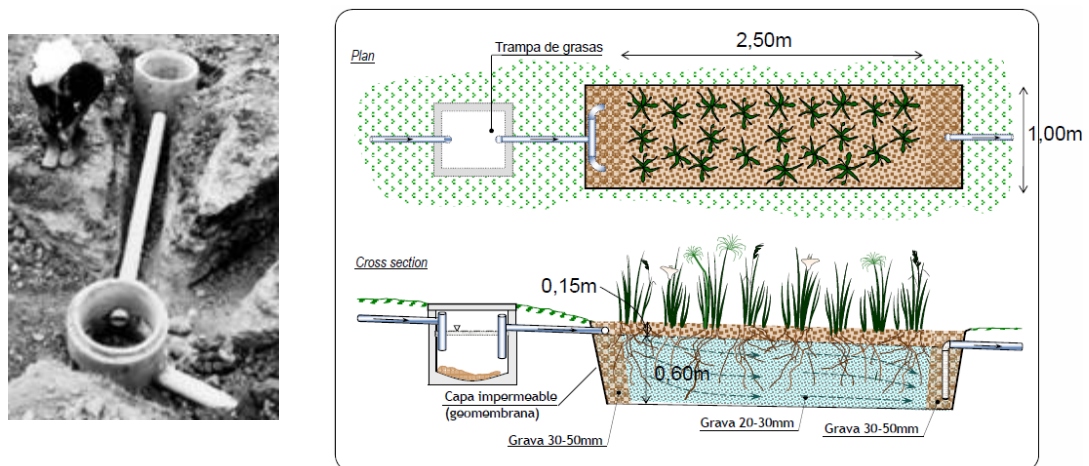 Plan
Trampa de grasas
2,50m
1,00m
Cross section
0,15m
0,60m
Capa impermeable
(geomembrana)
Grava 30-50mm
Grava 20-30mm
Grava 30-50mm